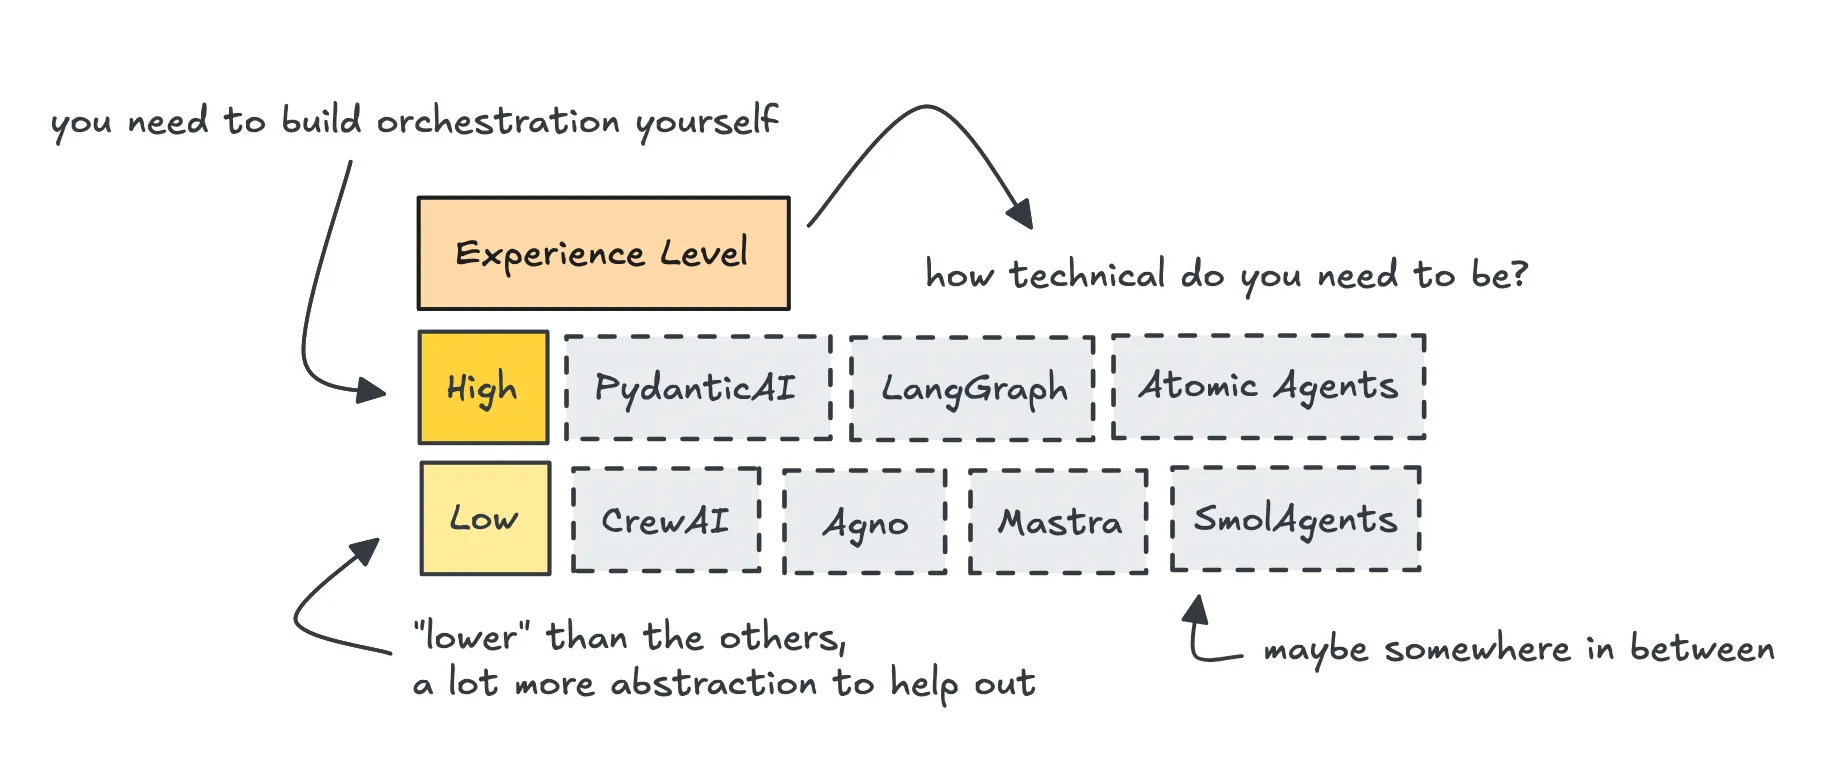 you need to build orchestration yourself
Experience Level
how technical do you need to be?
High
PydanticAI
LangGraph
Atomic Agents
Low
CrewAI
Agno
Mastra
SmolAgents
"lower" than the others,
a lot more abstraction to help out
maybe somewhere in between